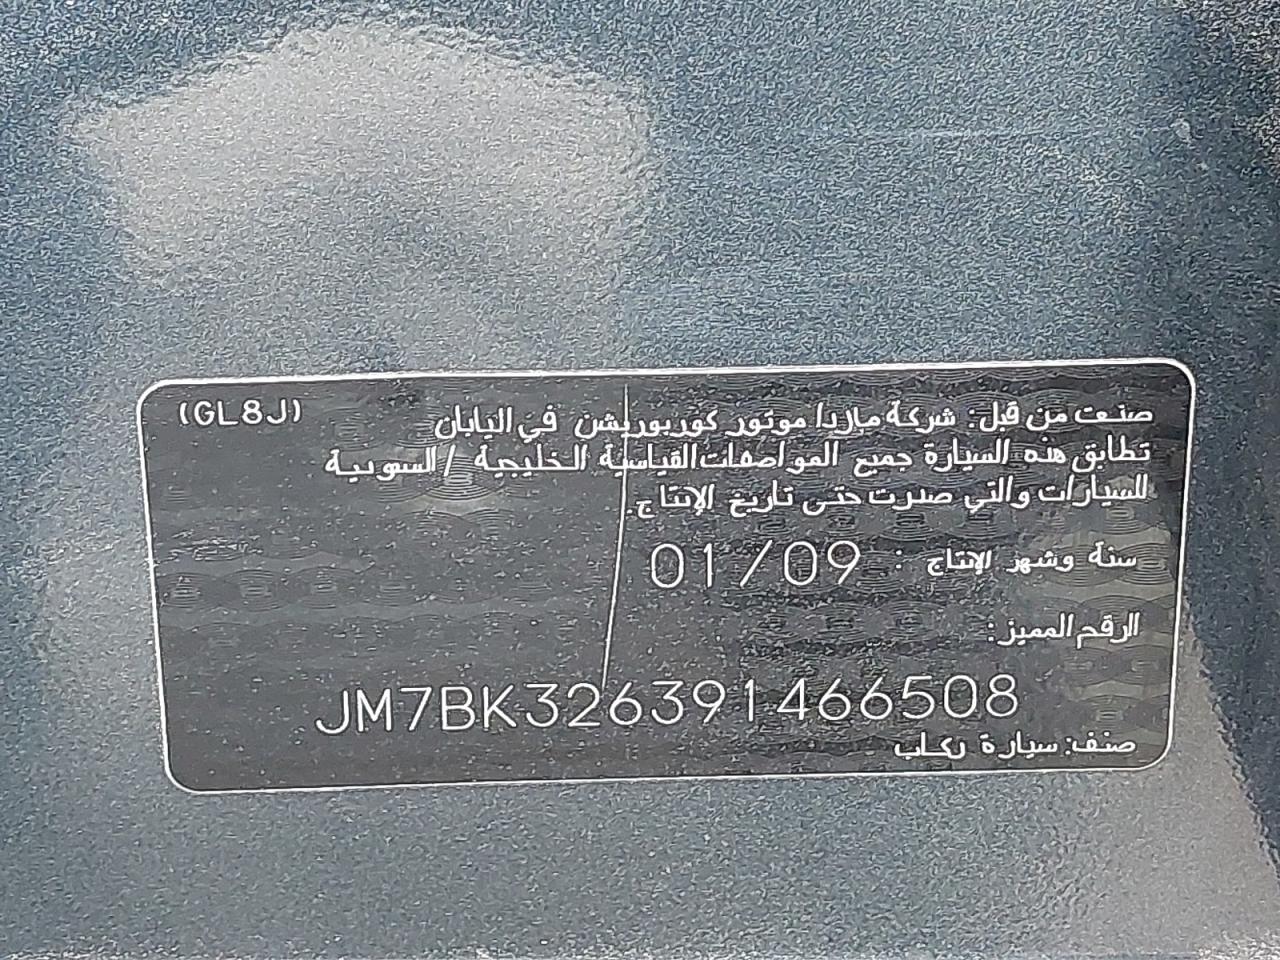 (GL8J)
صنعت من قبل: شركة مازدا موتور كوربوريشن في اليابان
تطابق هذه السيارة جميع المواصفات القياسية الخليجية / السعودية
للسيارات والتي صدرت حتى تاريخ الإنتاج.
سنة وشهر الإنتاج : 01/09
الرقم المميز:
JM7BK326391466508
صنف: سيارة ركاب